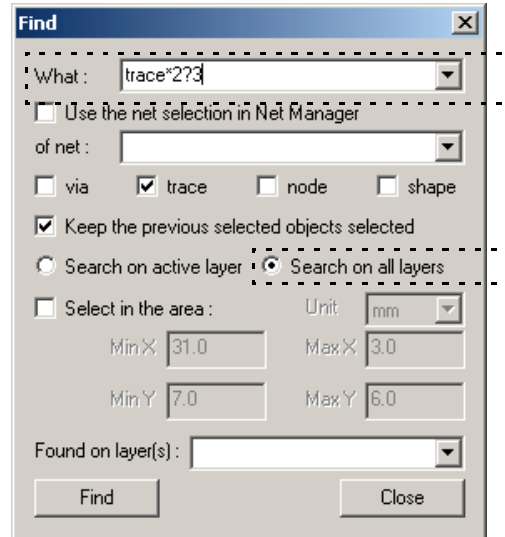 Find
What : trace*2?3
Use the net selection in Net Manager
of net :
via trace node shape
Keep the previous selected objects selected
Search on active layer Search on all layers
Select in the area : Unit mm
Min X 31.0 Max X 3.0
Min Y 7.0 Max Y 6.0
Found on layer(s) :
Find Close